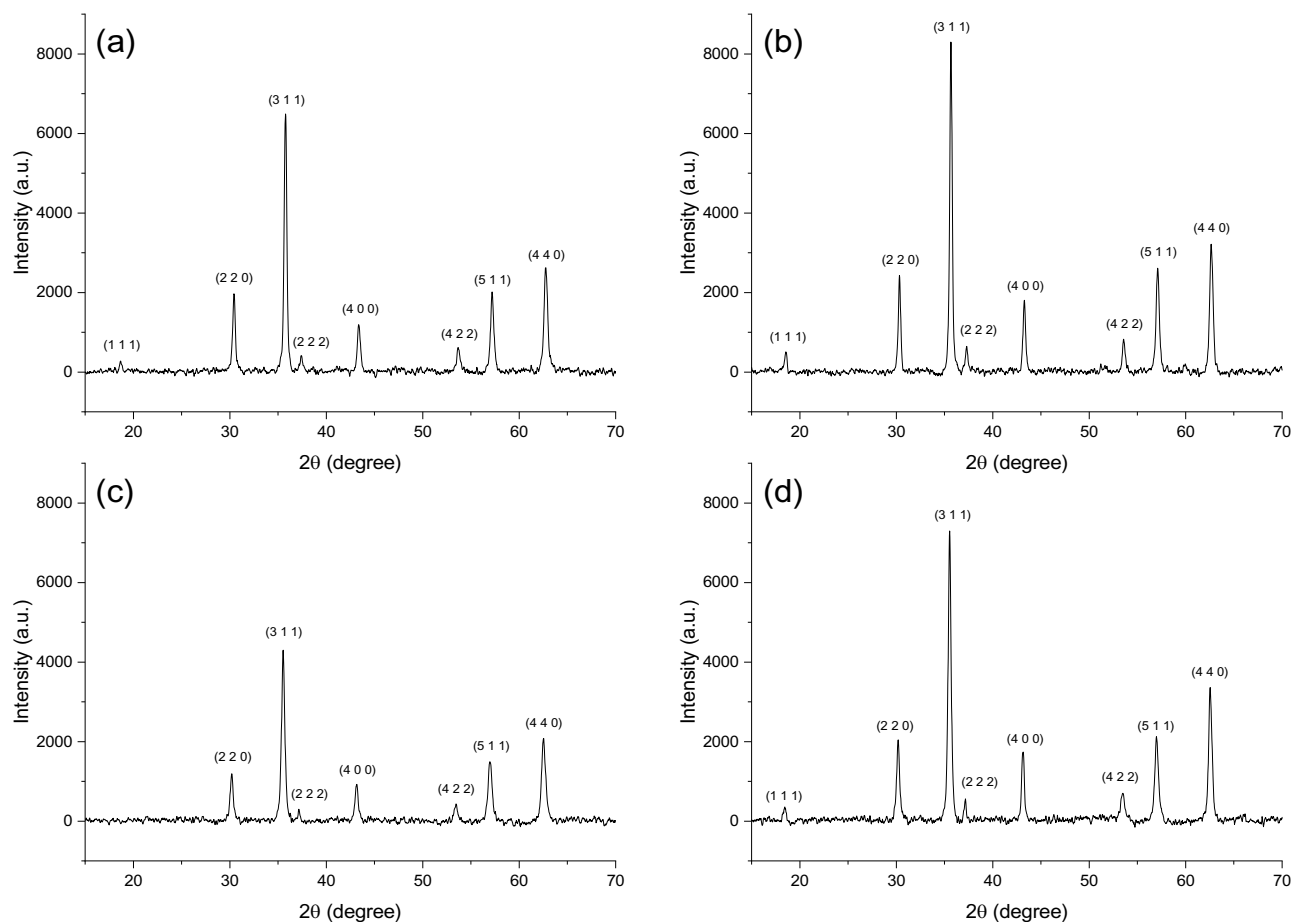 (a)
8000
6000
4000
2000
0
Intensity (a.u.)
(1 1 1)
(2 2 0)
(3 1 1)
(2 2 2)
(4 0 0)
(4 2 2)
(5 1 1)
(4 4 0)
20 30 40 50 60 70
2θ (degree)
(b)
8000
6000
4000
2000
0
Intensity (a.u.)
(1 1 1)
(2 2 0)
(3 1 1)
(2 2 2)
(4 0 0)
(4 2 2)
(5 1 1)
(4 4 0)
20 30 40 50 60 70
2θ (degree)
(c)
8000
6000
4000
2000
0
Intensity (a.u.)
(2 2 0)
(3 1 1)
(2 2 2)
(4 0 0)
(4 2 2)
(5 1 1)
(4 4 0)
20 30 40 50 60 70
2θ (degree)
(d)
8000
6000
4000
2000
0
Intensity (a.u.)
(1 1 1)
(2 2 0)
(3 1 1)
(2 2 2)
(4 0 0)
(4 2 2)
(5 1 1)
(4 4 0)
20 30 40 50 60 70
2θ (degree)